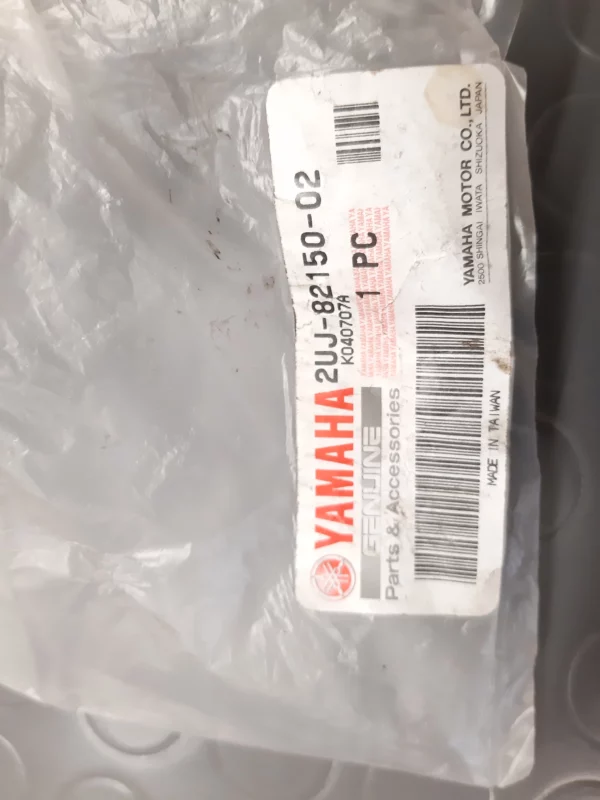 YAMAHA
GENUINE
Parts & Accessories
2UJ-82150-02
K040707A
1 PC
MADE IN TAIWAN
YAMAHA MOTOR CO.,LTD.
2500 SHINGAI IWATA SHIZUOKA JAPAN